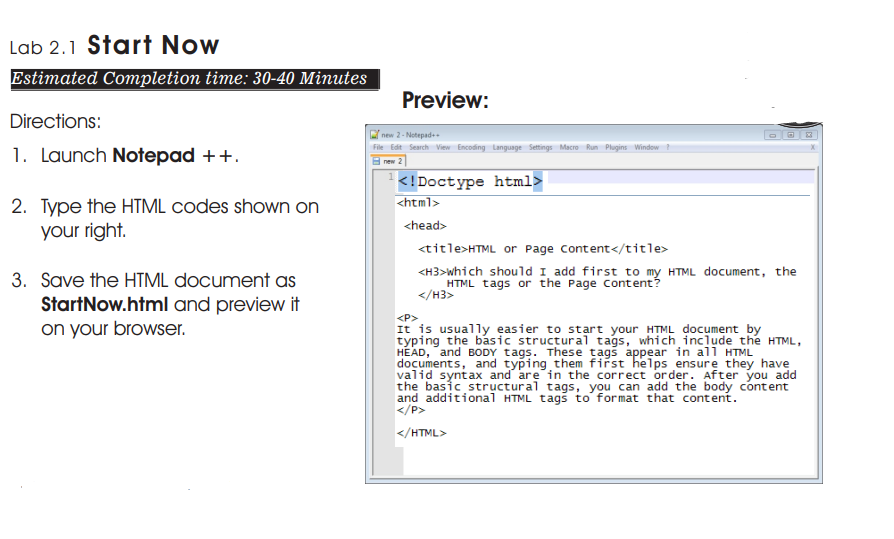 Lab 2.1 Start Now
Estimated Completion time: 30-40 Minutes
Directions:
1. Launch Notepad ++.
2. Type the HTML codes shown on
your right.
3. Save the HTML document as
StartNow.html and preview it
on your browser.
Preview:
new 2 - Notepad++
File Edit Search View Encoding Language Settings Macro Run Plugins Window ? X
new 2
1 <!Doctype html>
<html>
<head>
<title>HTML or Page Content</title>
<H3>Which should I add first to my HTML document, the
HTML tags or the Page Content?
</H3>
<P>
It is usually easier to start your HTML document by
typing the basic structural tags, which include the HTML,
HEAD, and BODY tags. These tags appear in all HTML
documents, and typing them first helps ensure they have
valid syntax and are in the correct order. After you add
the basic structural tags, you can add the body content
and additional HTML tags to format that content.
</P>
</HTML>